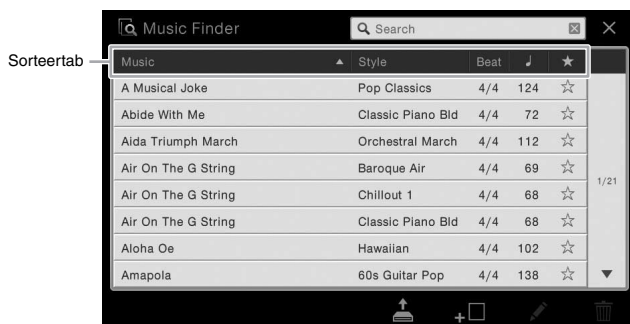 Music Finder
Search
Sorteertab
Music Style Beat ♩ ★
A Musical Joke Pop Classics 4/4 124 ☆
Abide With Me Classic Piano Bld 4/4 72 ☆
Aida Triumph March Orchestral March 4/4 112 ☆
Air On The G String Baroque Air 4/4 69 ☆
Air On The G String Chillout 1 4/4 68 ☆
Air On The G String Classic Piano Bld 4/4 68 ☆
Aloha Oe Hawaiian 4/4 102 ☆
Amapola 60s Guitar Pop 4/4 138 ☆
1/21